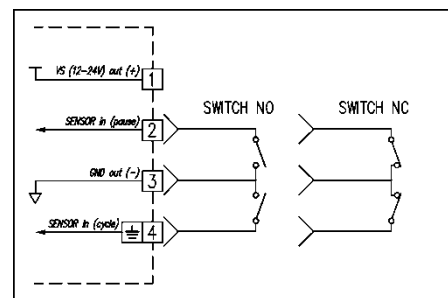 VS (12-24V) out (+)
1
SENSOR in (pause)
2
SWITCH NO
SWITCH NC
GND out (-)
3
SENSOR in (cycle)
4